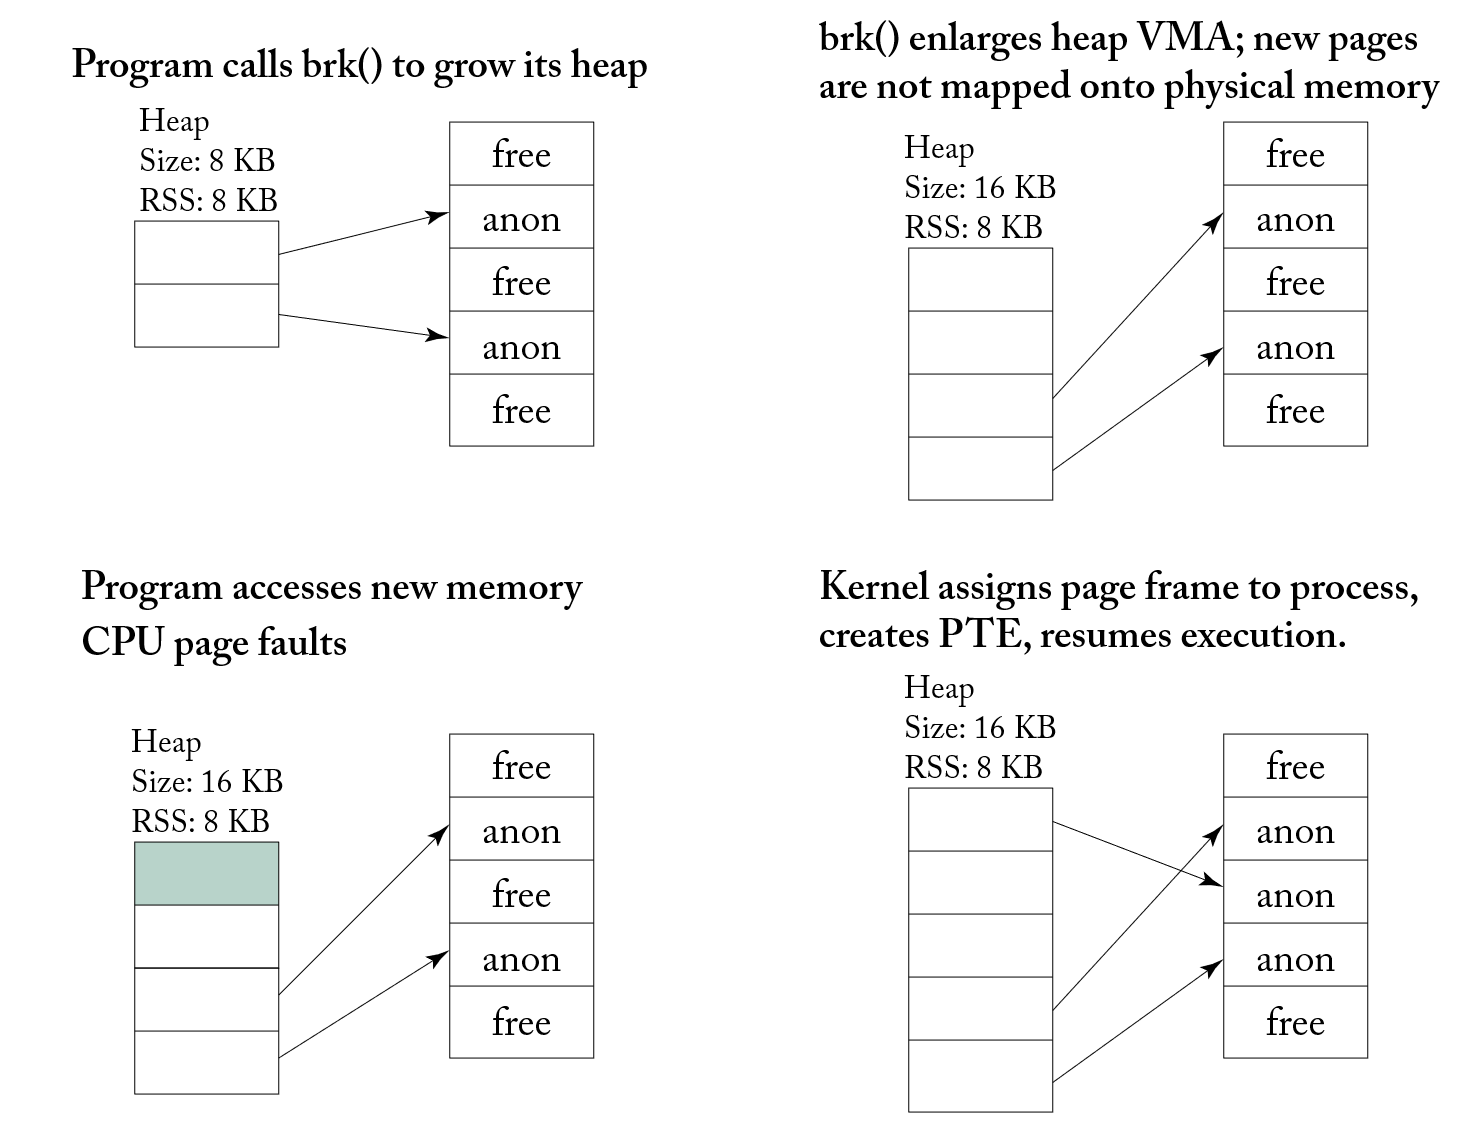 Program calls brk() to grow its heap
Heap
Size: 8 KB
RSS: 8 KB
free
anon
free
anon
free
brk() enlarges heap VMA; new pages
are not mapped onto physical memory
Heap
Size: 16 KB
RSS: 8 KB
free
anon
free
anon
free
Program accesses new memory
CPU page faults
Heap
Size: 16 KB
RSS: 8 KB
free
anon
free
anon
free
Kernel assigns page frame to process,
creates PTE, resumes execution.
Heap
Size: 16 KB
RSS: 8 KB
free
anon
anon
anon
free